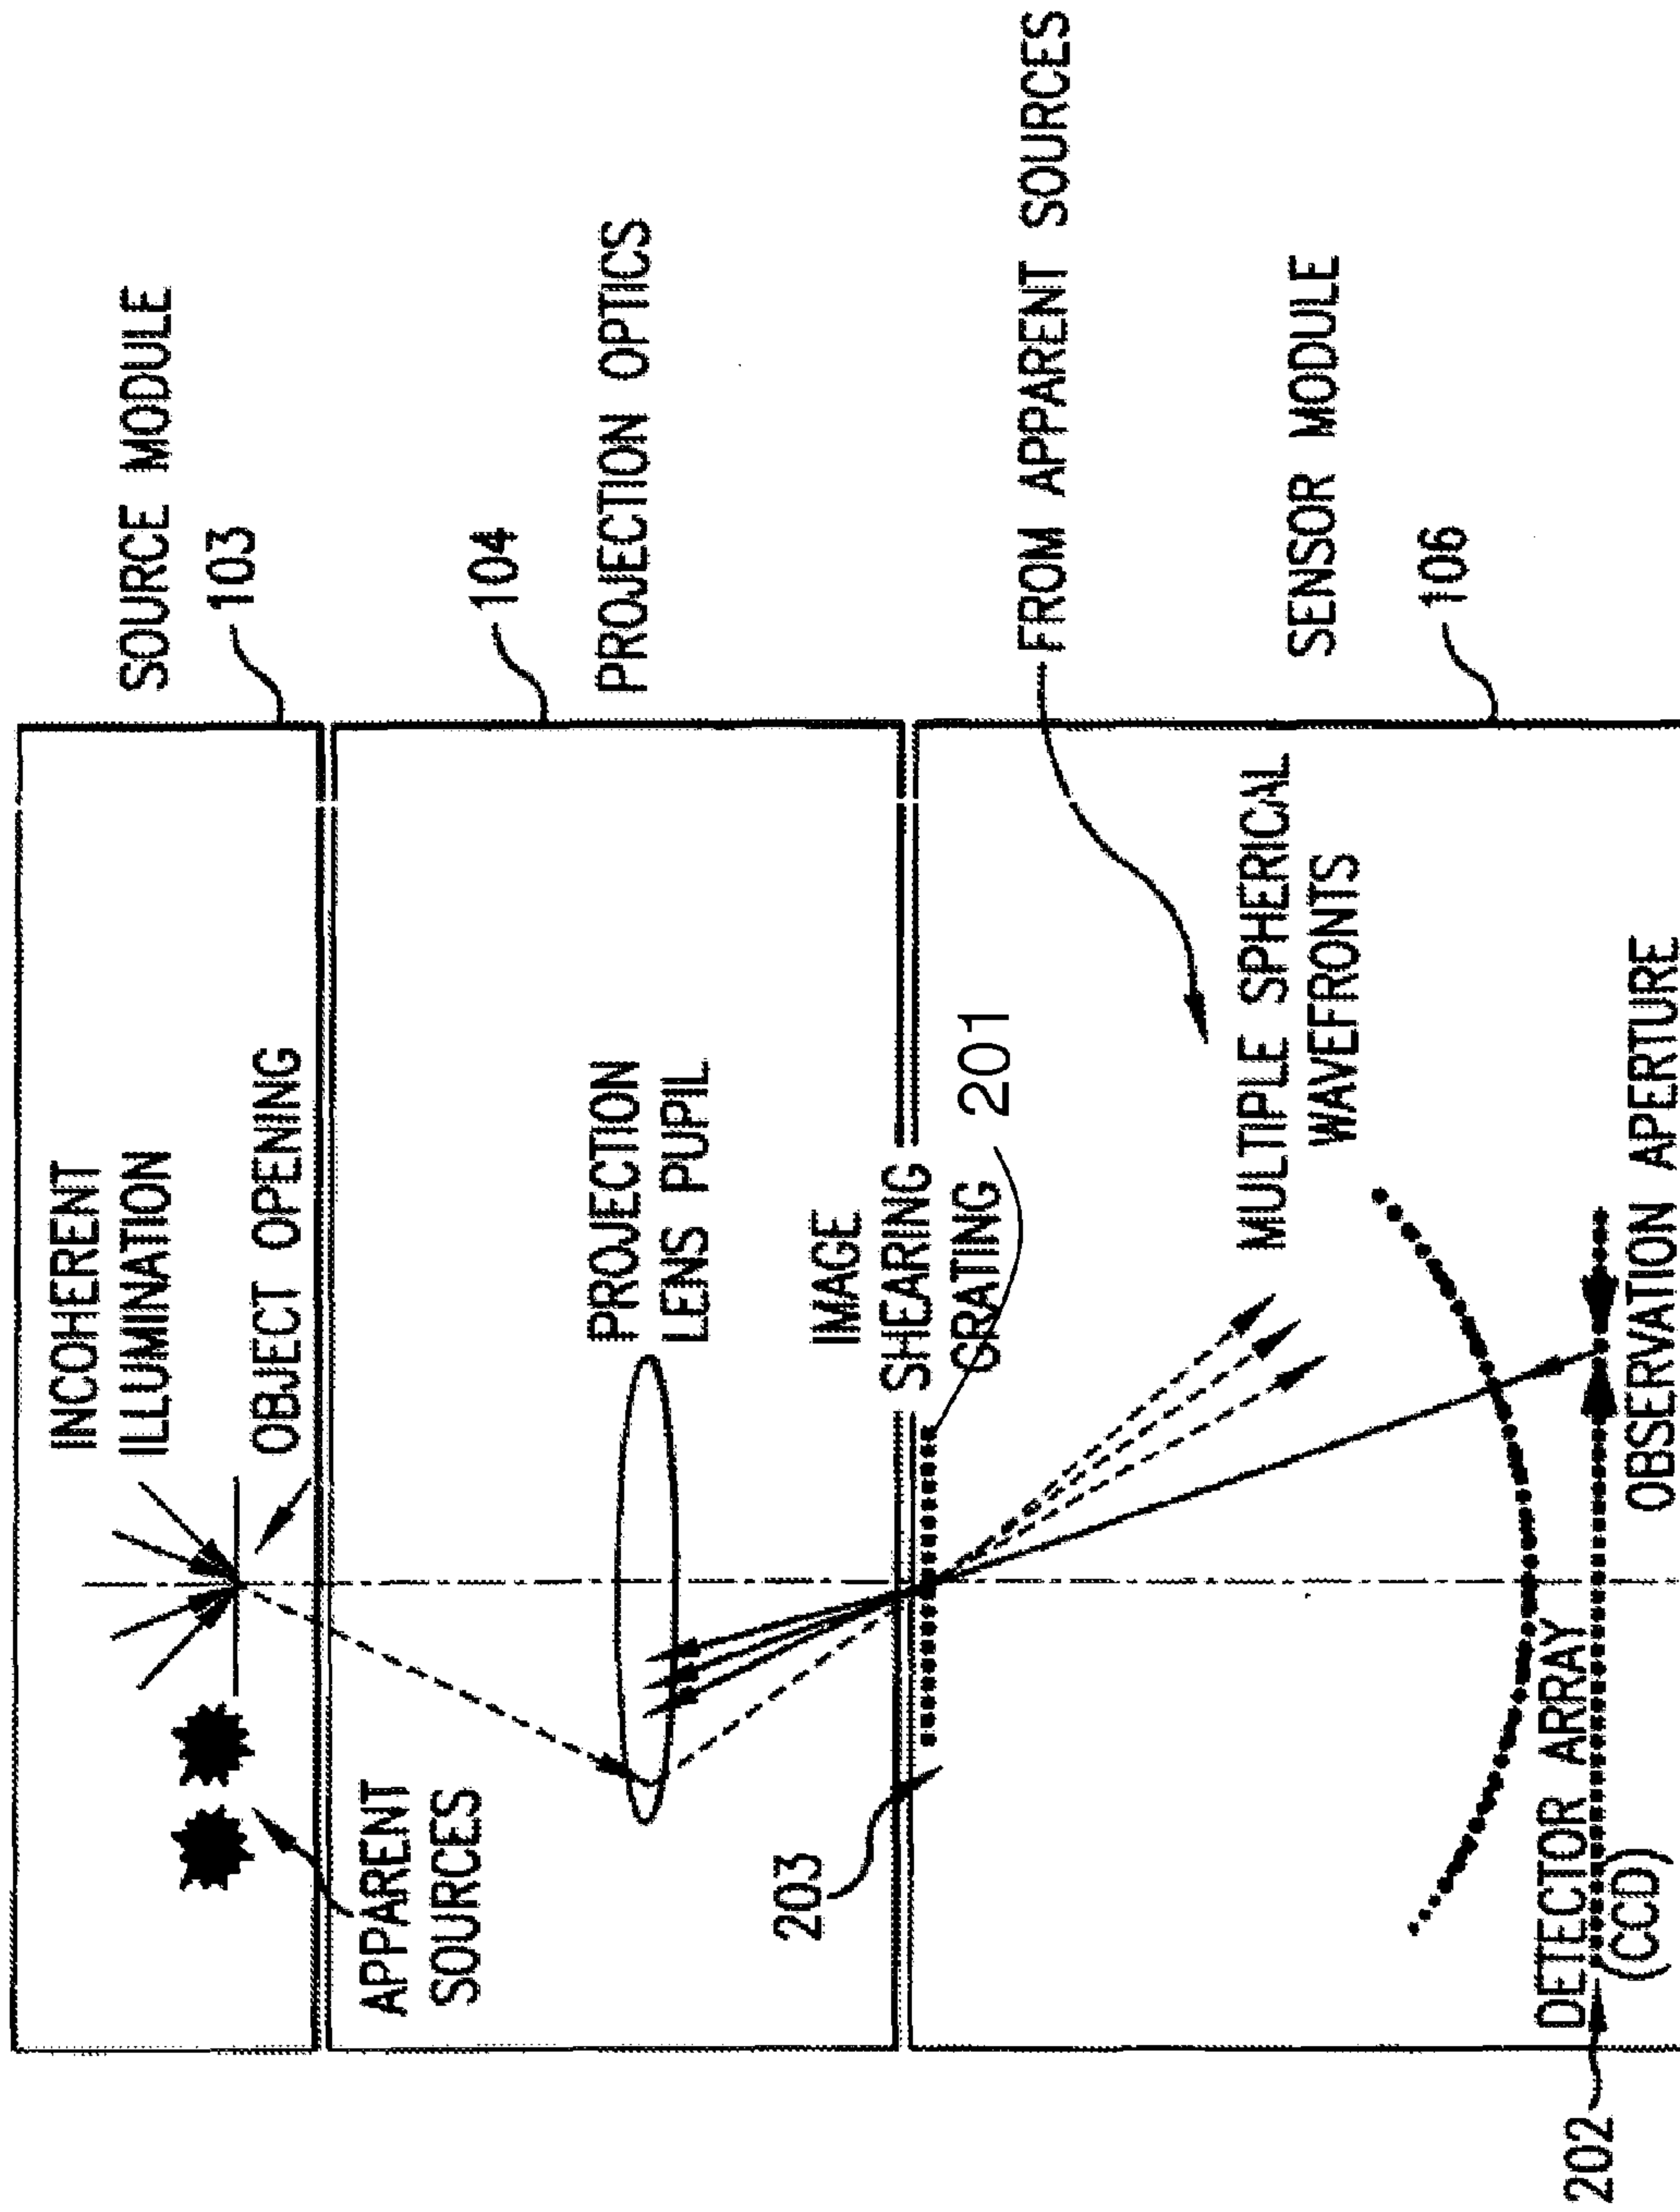 SOURCE MODULE
103
INCOHERENT
ILLUMINATION
OBJECT OPENING
APPARENT
SOURCES
104
PROJECTION OPTICS
PROJECTION
LENS PUPIL
IMAGE
SHEARING
GRATING
201
203
FROM APPARENT SOURCES
MULTIPLE SPHERICAL
WAVEFRONTS
SENSOR MODULE
106
DETECTOR ARRAY
(CCD)
202
OBSERVATION APERTURE